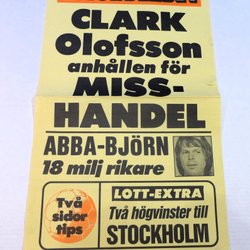 CLARK
Olofsson
anhållen för
MISS-
HANDEL
ABBA-BJÖRN
18 milj rikare
Två
sidor
tips
LOTT-EXTRA
Två högvinster till
STOCKHOLM